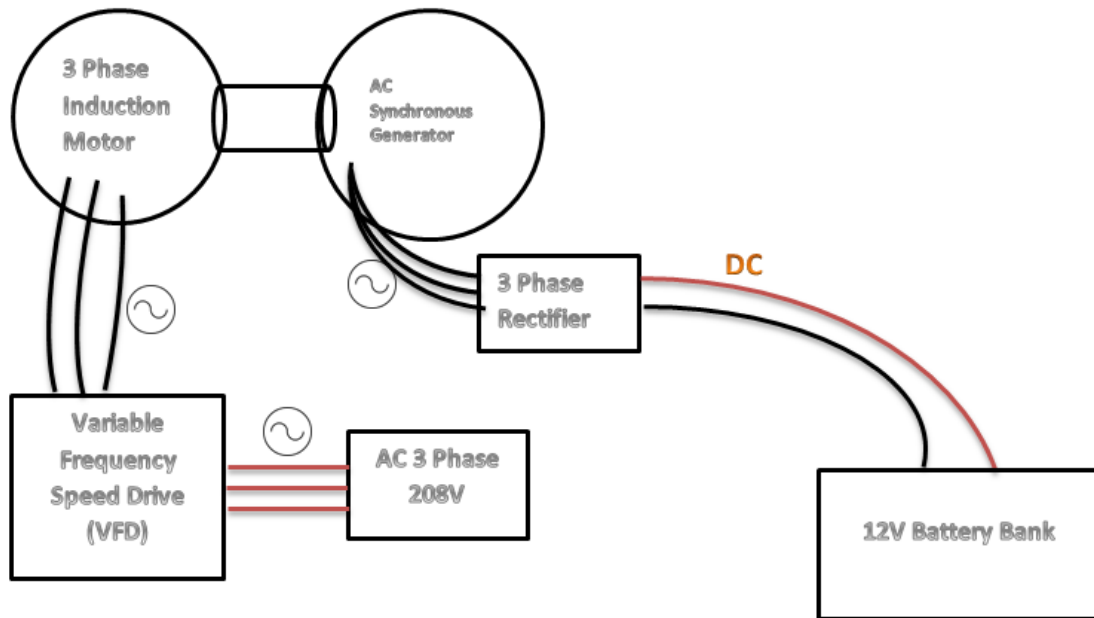 3 Phase
Induction
Motor
AC
Synchronous
Generator
3 Phase
Rectifier
DC
Variable
Frequency
Speed Drive
(VFD)
AC 3 Phase
208V
12V Battery Bank